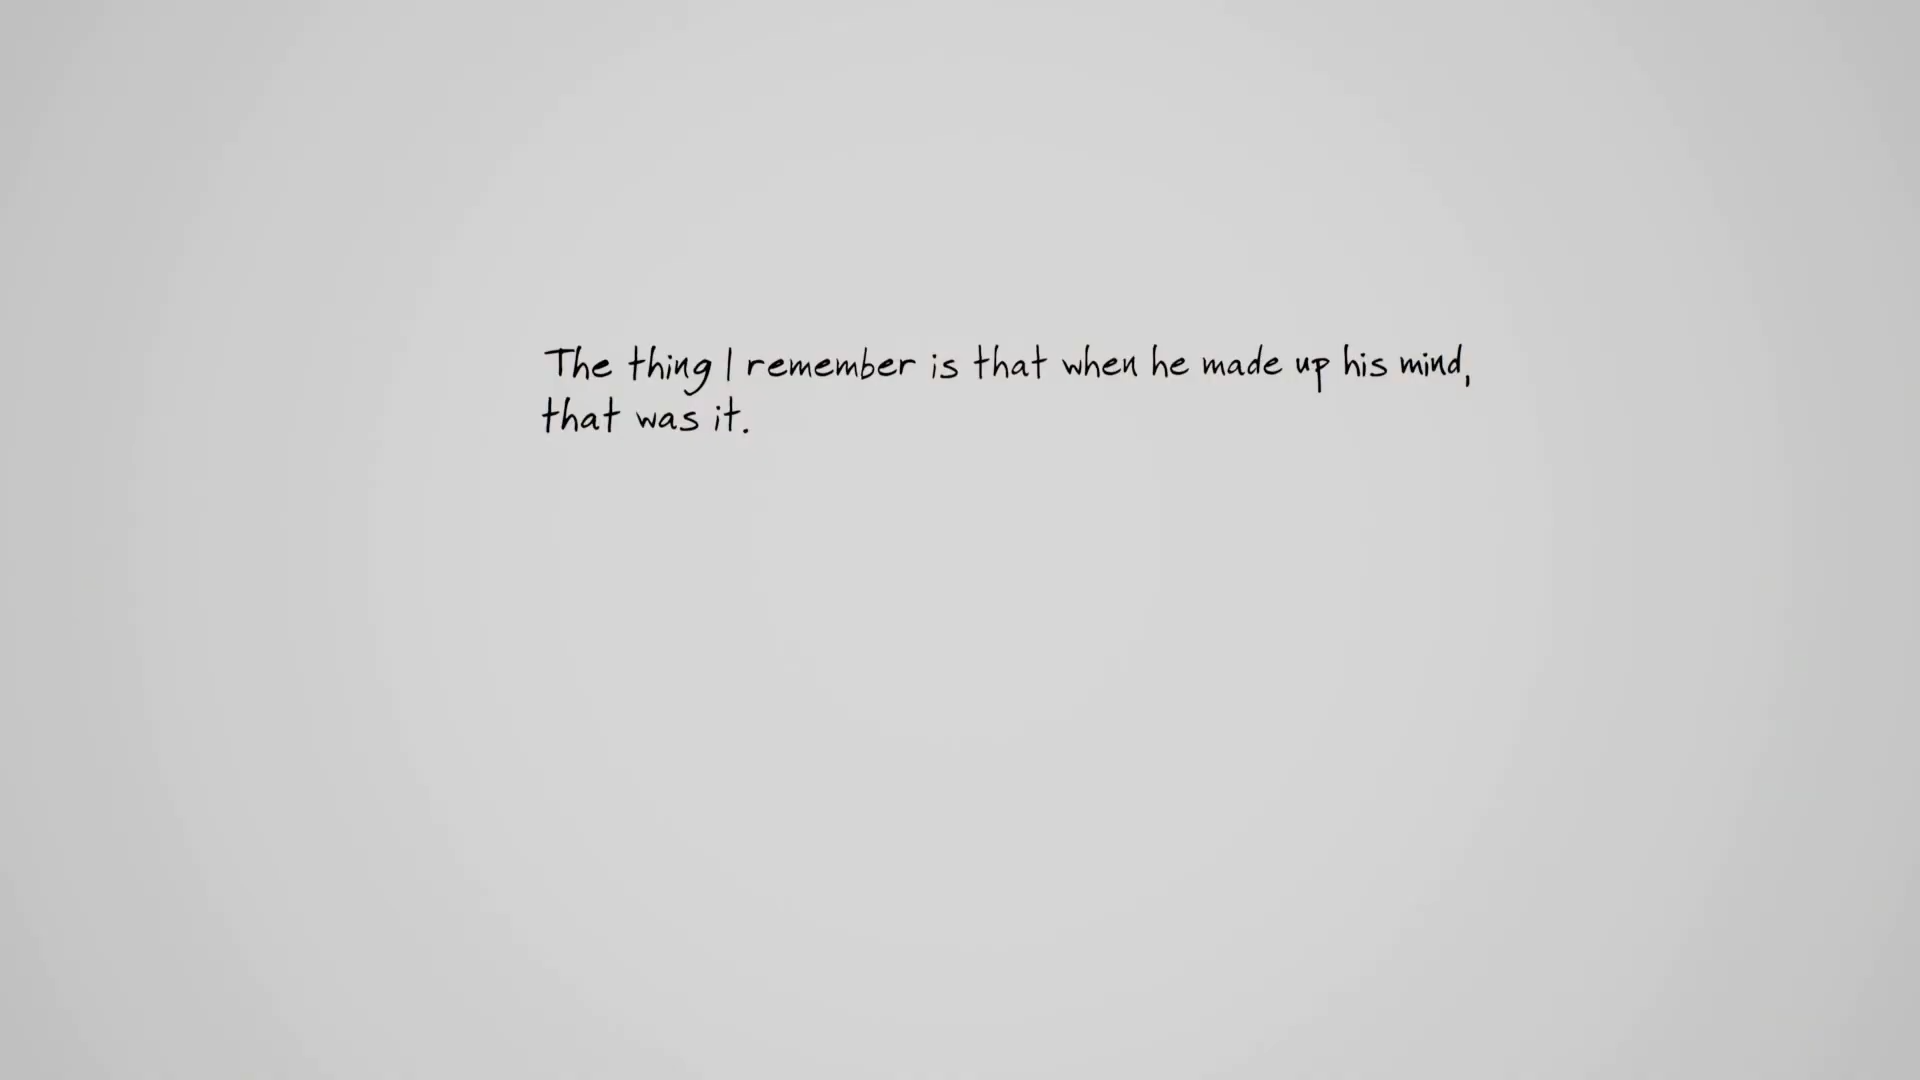 The thing I remember is that when he made up his mind,
that was it.